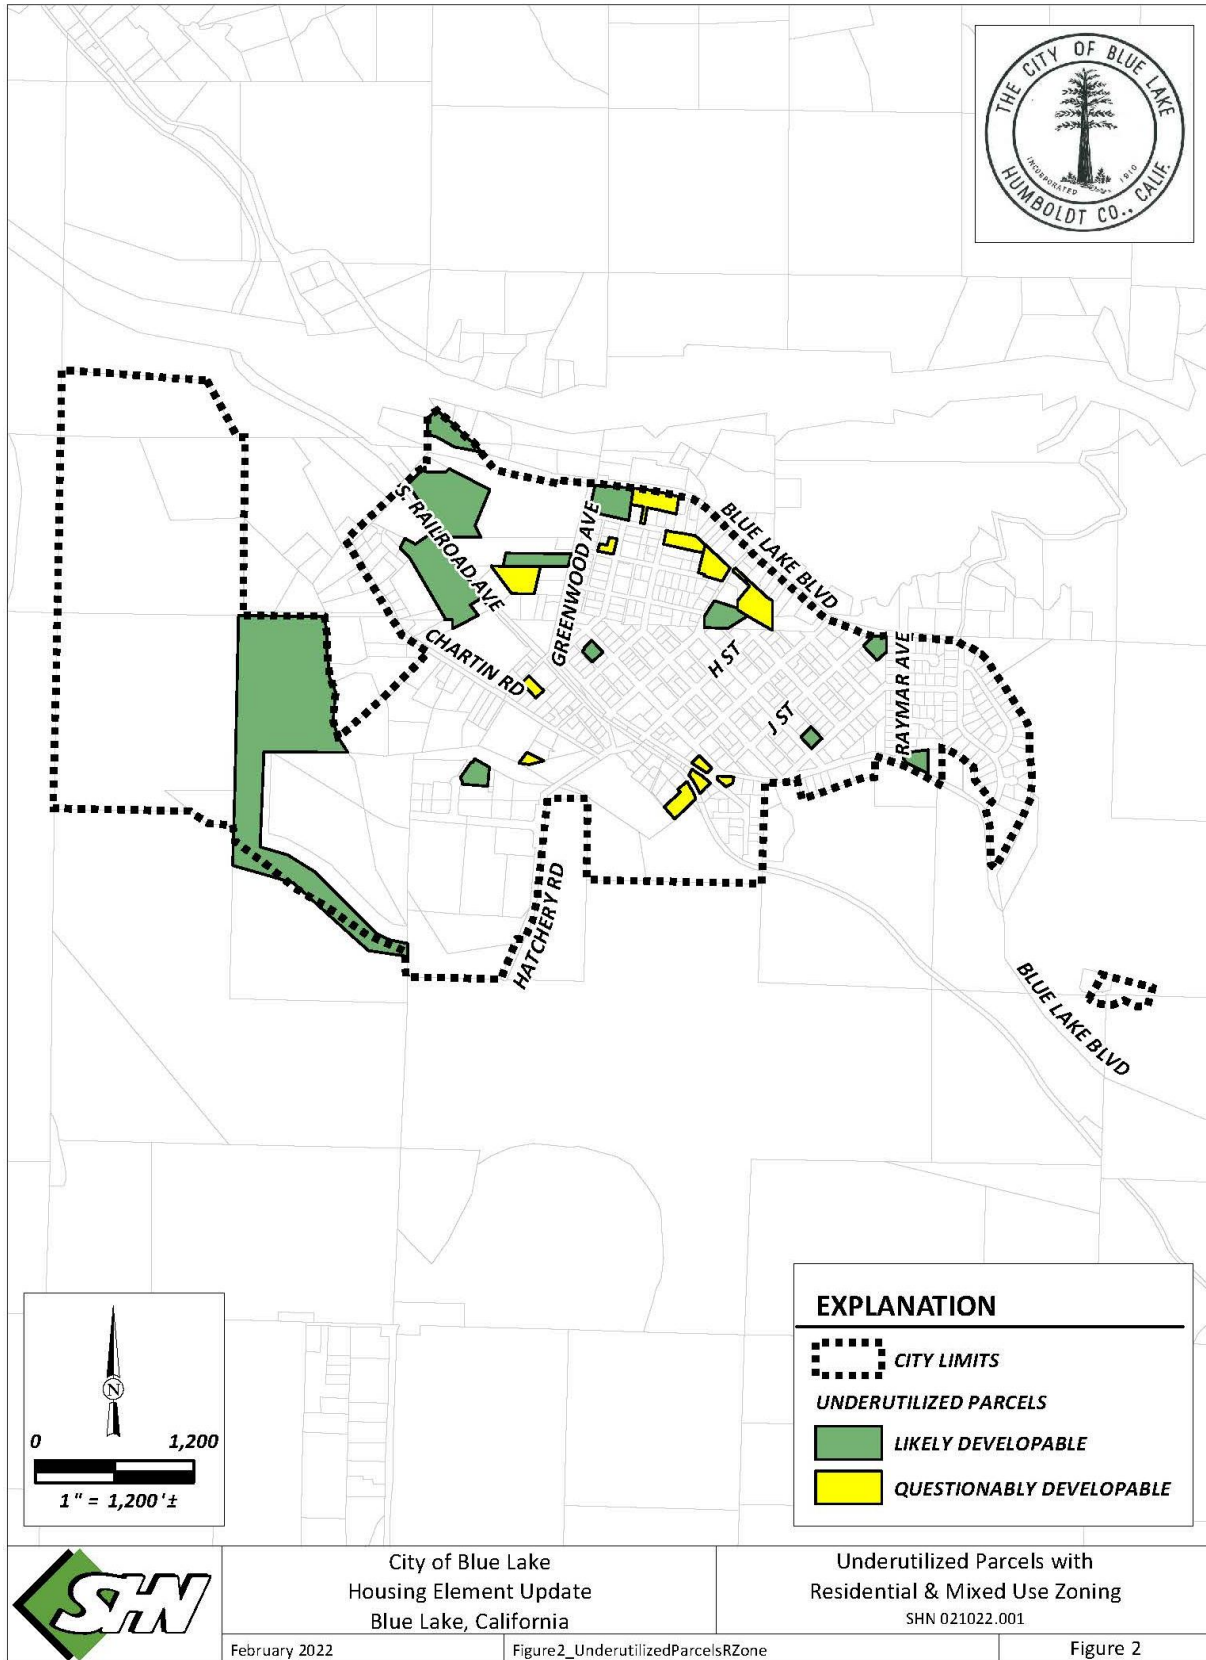 THE CITY OF BLUE LAKE
INCORPORATED 1910
HUMBOLDT CO., CALIF.
S. RAILROAD AVE
GREENWOOD AVE
BLUE LAKE BLVD
CHARTIN RD
H ST
J ST
RAYMAR AVE
HATCHERY RD
BLUE LAKE BLVD
EXPLANATION
CITY LIMITS
UNDERUTILIZED PARCELS
LIKELY DEVELOPABLE
QUESTIONABLY DEVELOPABLE
N
0 1,200
1 " = 1,200 ' ±
SHN
City of Blue Lake
Housing Element Update
Blue Lake, California
Underutilized Parcels with
Residential & Mixed Use Zoning
SHN 021022.001
February 2022
Figure2_UnderutilizedParcelsRZone
Figure 2